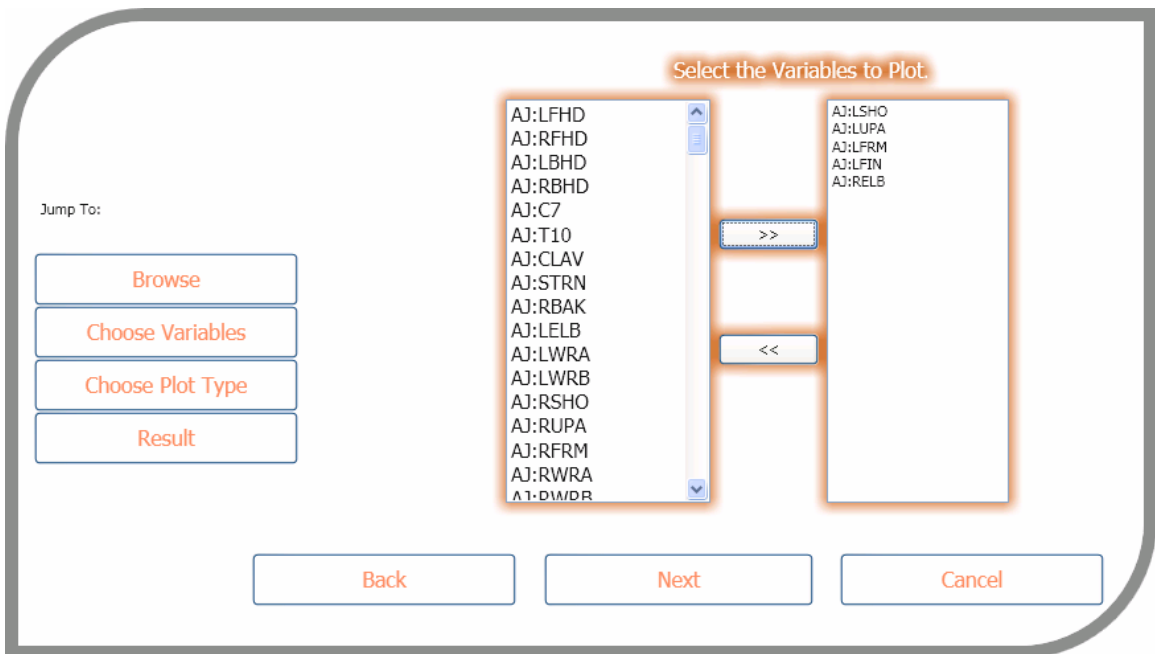 Select the Variables to Plot.
AJ:LFHD
AJ:RFHD
AJ:LBHD
AJ:RBHD
AJ:C7
AJ:T10
AJ:CLAV
AJ:STRN
AJ:RBAK
AJ:LELB
AJ:LWRA
AJ:LWRB
AJ:RSHO
AJ:RUPA
AJ:RFRM
AJ:RWRA
AJ:RWRB
>>
<<
AJ:LSHO
AJ:LUPA
AJ:LFRM
AJ:LFIN
AJ:RELB
Jump To:
Browse
Choose Variables
Choose Plot Type
Result
Back
Next
Cancel